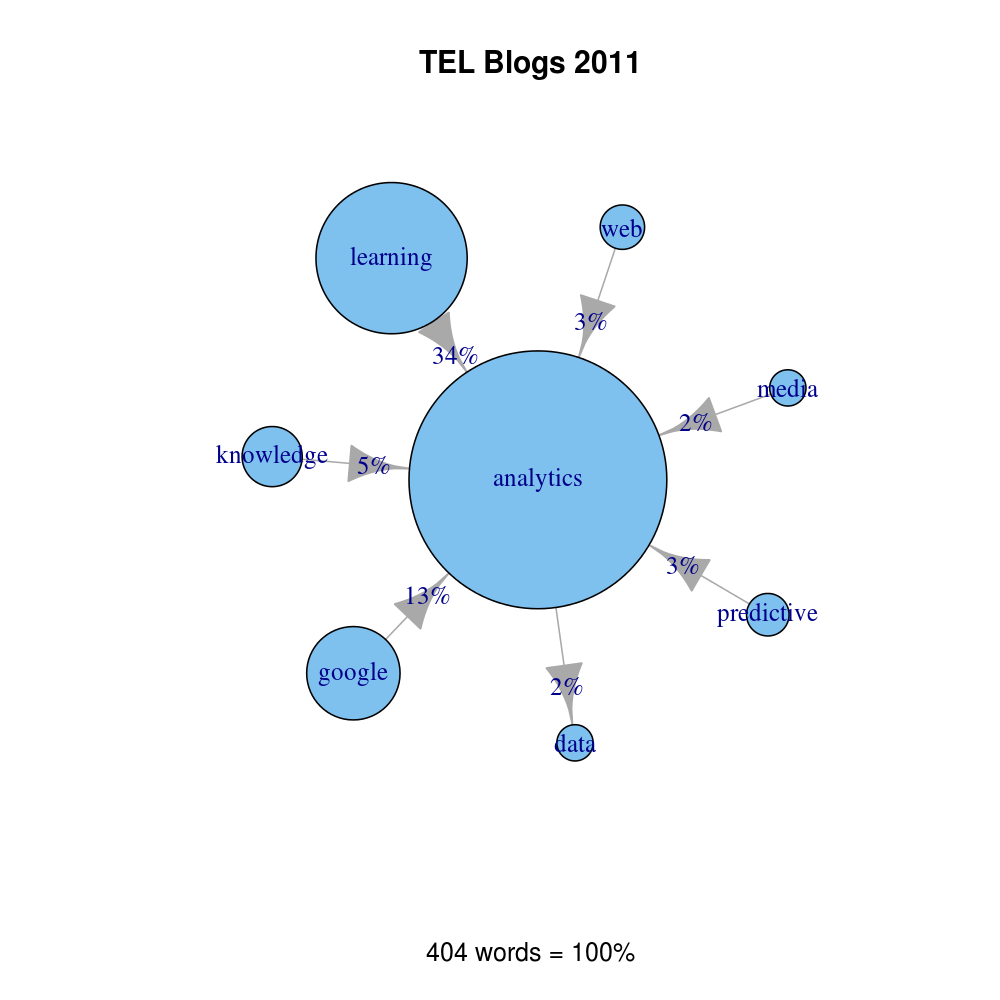 TEL Blogs 2011
web
learning
3%
34%
media
2%
knowledge
5%
analytics
3%
13%
predictive
google
2%
data
404 words = 100%